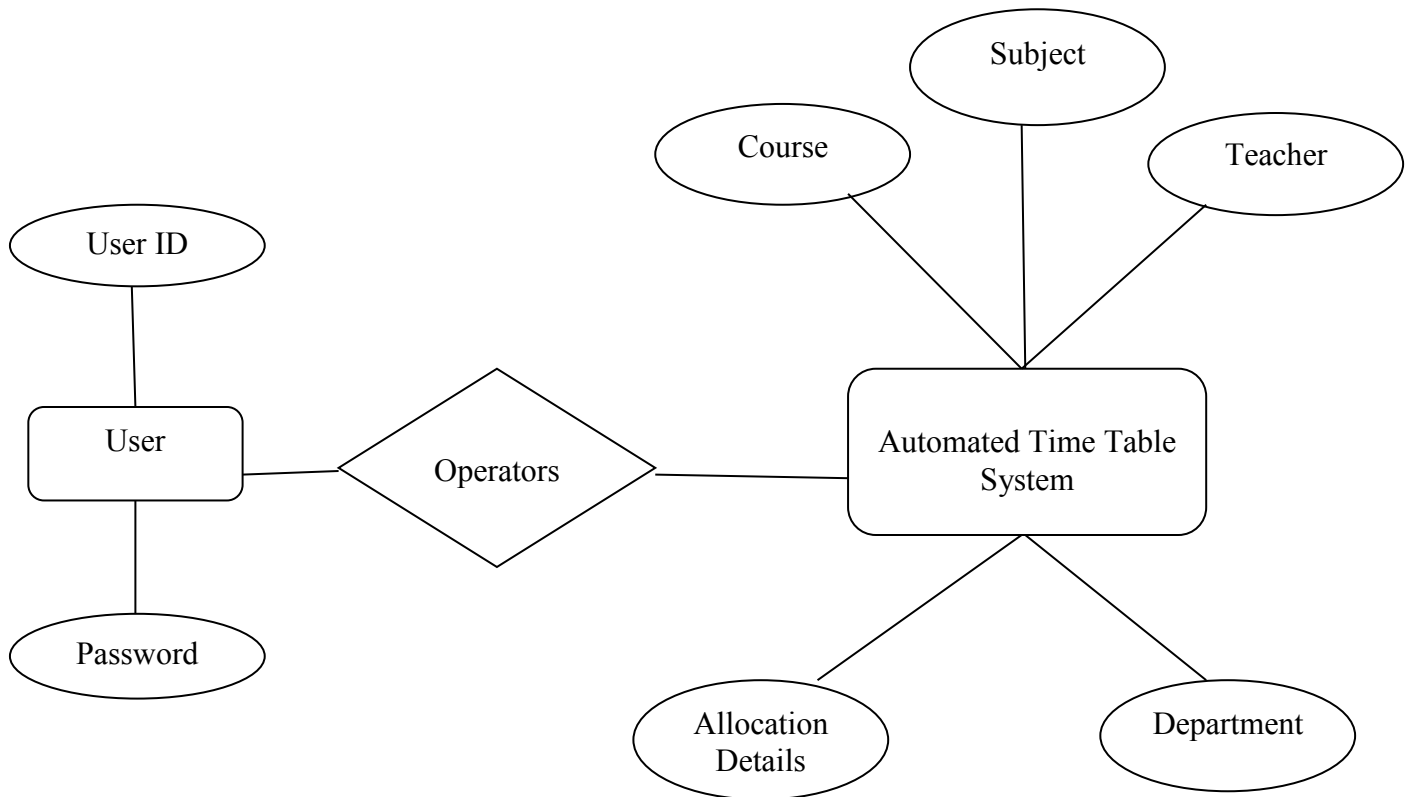 Subject
Course
Teacher
User ID
User
Operators
Automated Time Table
System
Password
Allocation
Details
Department